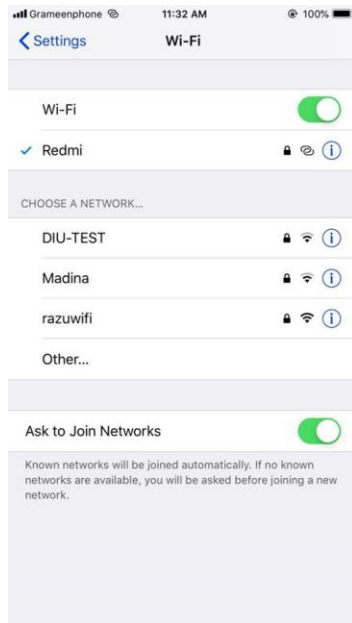 Grameenphone 11:32 AM 100%
Settings Wi-Fi
Wi-Fi
Redmi
CHOOSE A NETWORK...
DIU-TEST
Madina
razuwifi
Other...
Ask to Join Networks
Known networks will be joined automatically. If no known
networks are available, you will be asked before joining a new
network.